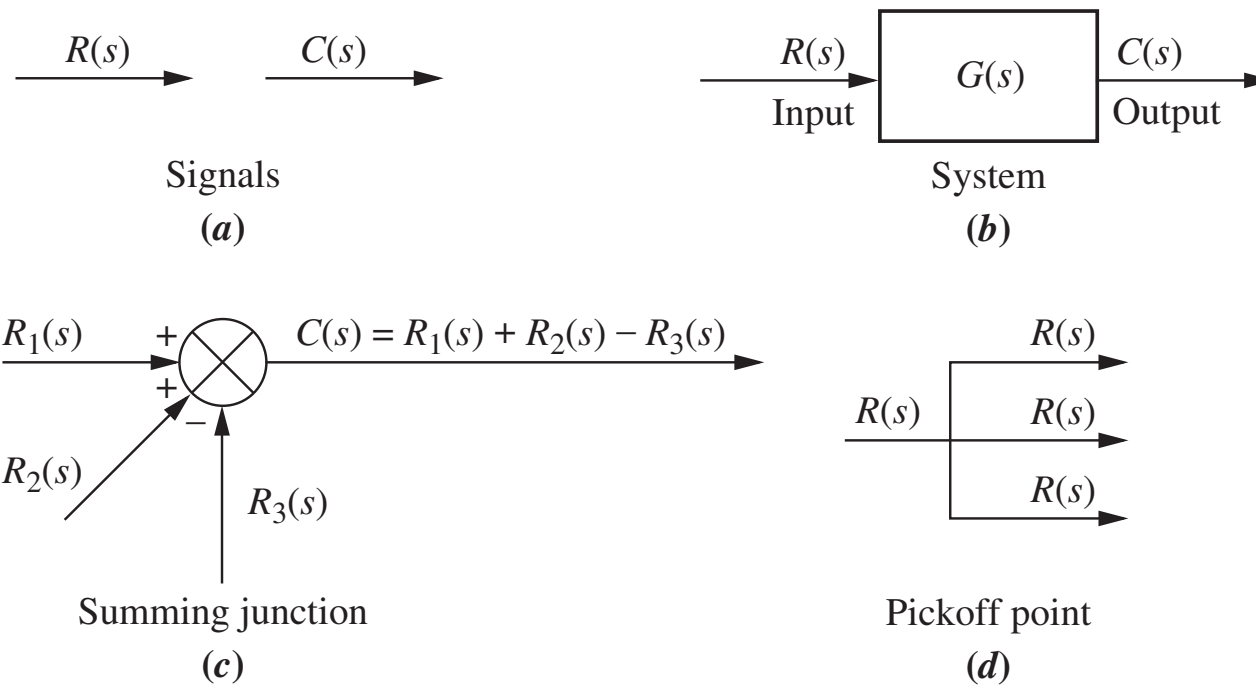 R(s) C(s)
Signals
(a)
R(s) G(s) C(s)
Input Output
System
(b)
R₁(s) + C(s) = R₁(s) + R₂(s) − R₃(s)
+
−
R₂(s)
R₃(s)
Summing junction
(c)
R(s)
R(s) R(s)
R(s)
Pickoff point
(d)